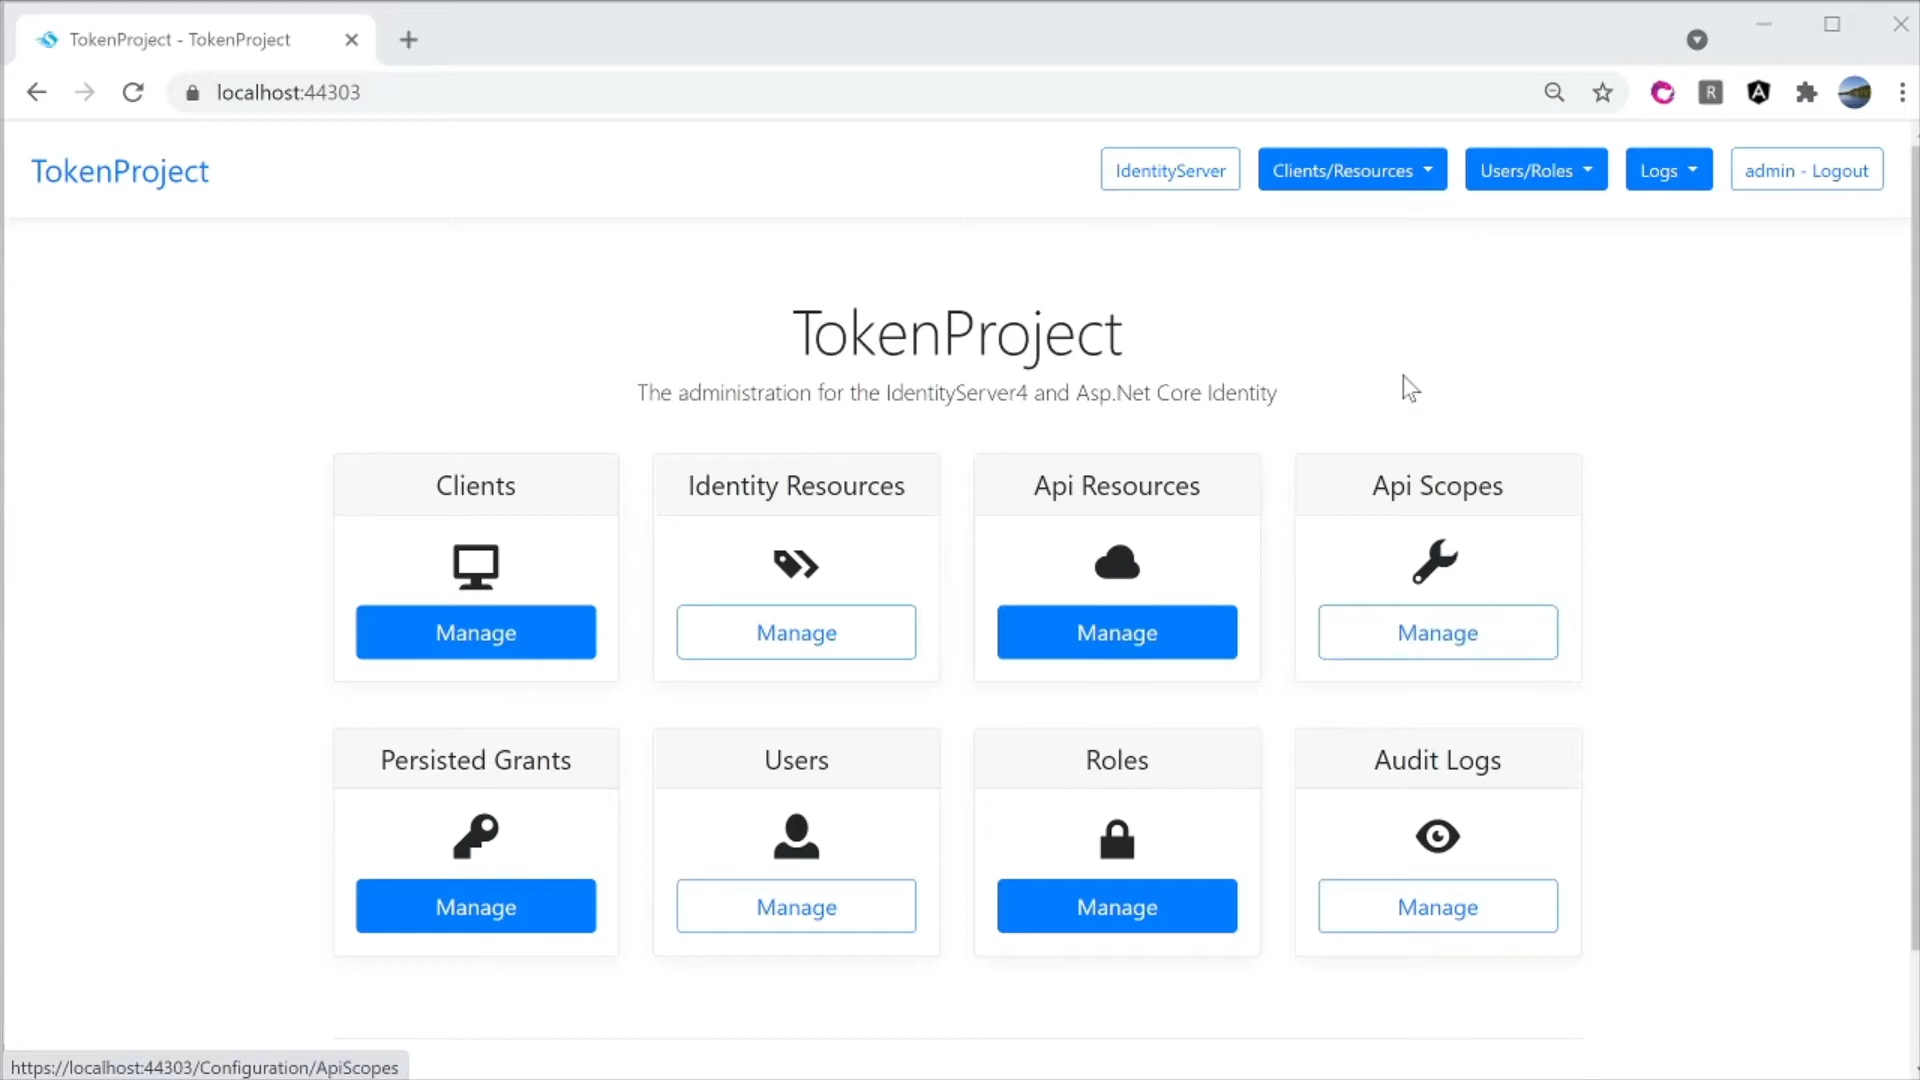 TokenProject - TokenProject
localhost:44303
R
A
TokenProject
IdentityServer
Clients/Resources
Users/Roles
Logs
admin - Logout
TokenProject
The administration for the IdentityServer4 and Asp.Net Core Identity
Clients
Identity Resources
Api Resources
Api Scopes
Manage
Manage
Manage
Manage
Persisted Grants
Users
Roles
Audit Logs
Manage
Manage
Manage
Manage
https://localhost:44303/Configuration/ApiScopes